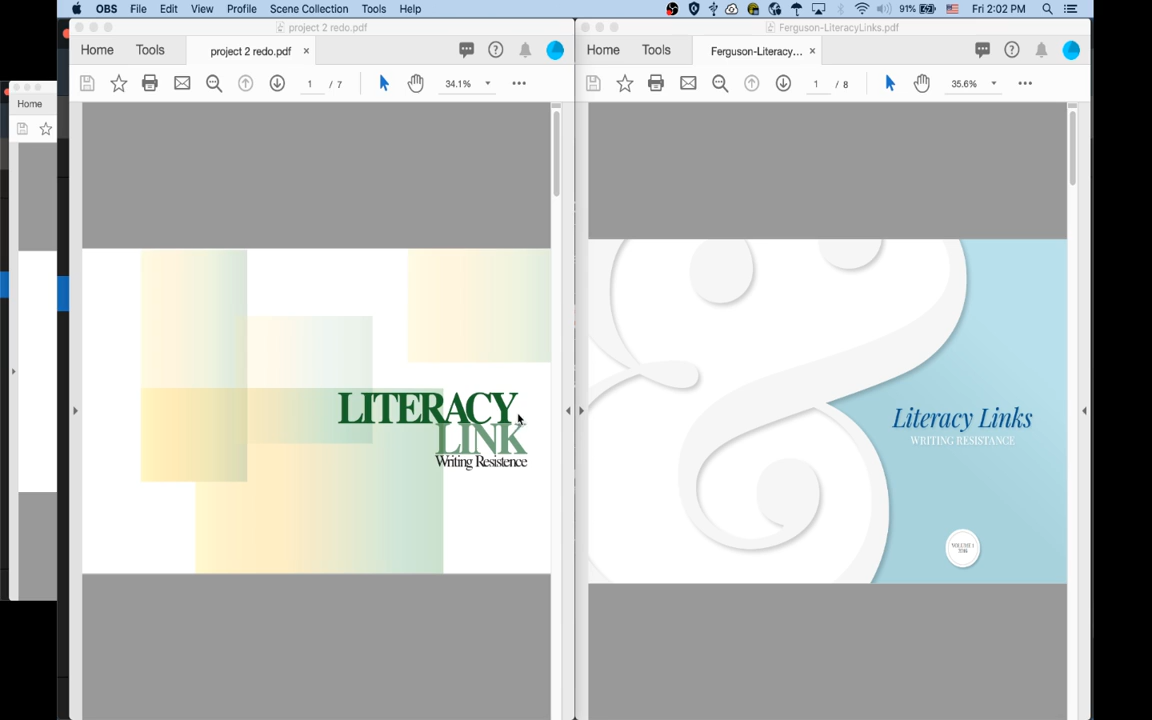 OBS File Edit View Profile Scene Collection Tools Help 91% Fri 2:02 PM
project 2 redo.pdf
Home Tools project 2 redo.pdf ×
1 / 7 34.1%
LITERACY
LINK
Writing Resistence
Ferguson-LiteracyLinks.pdf
Home Tools Ferguson-Literacy... ×
1 / 8 35.6%
Literacy Links
WRITING RESISTANCE
VOLUME 1
Home